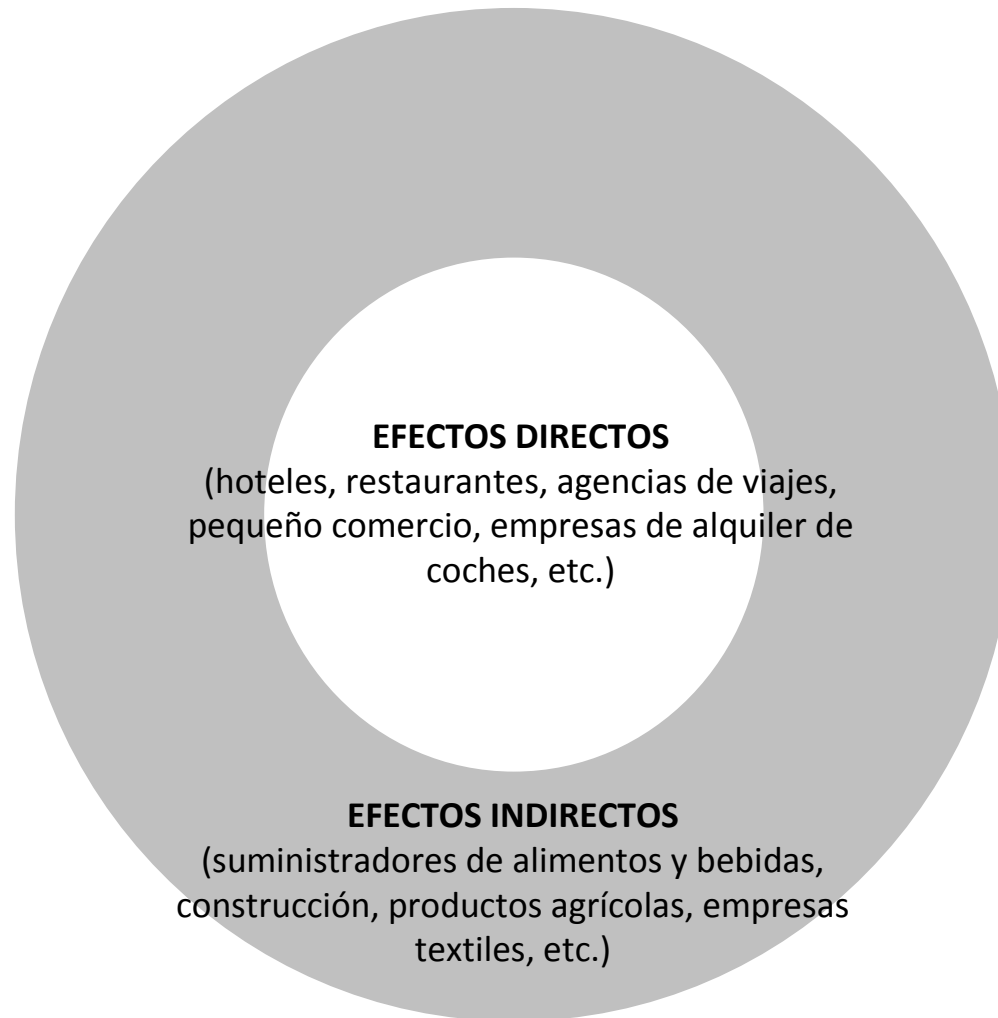 EFECTOS DIRECTOS
(hoteles, restaurantes, agencias de viajes,
pequeño comercio, empresas de alquiler de
coches, etc.)
EFECTOS INDIRECTOS
(suministradores de alimentos y bebidas,
construcción, productos agrícolas, empresas
textiles, etc.)